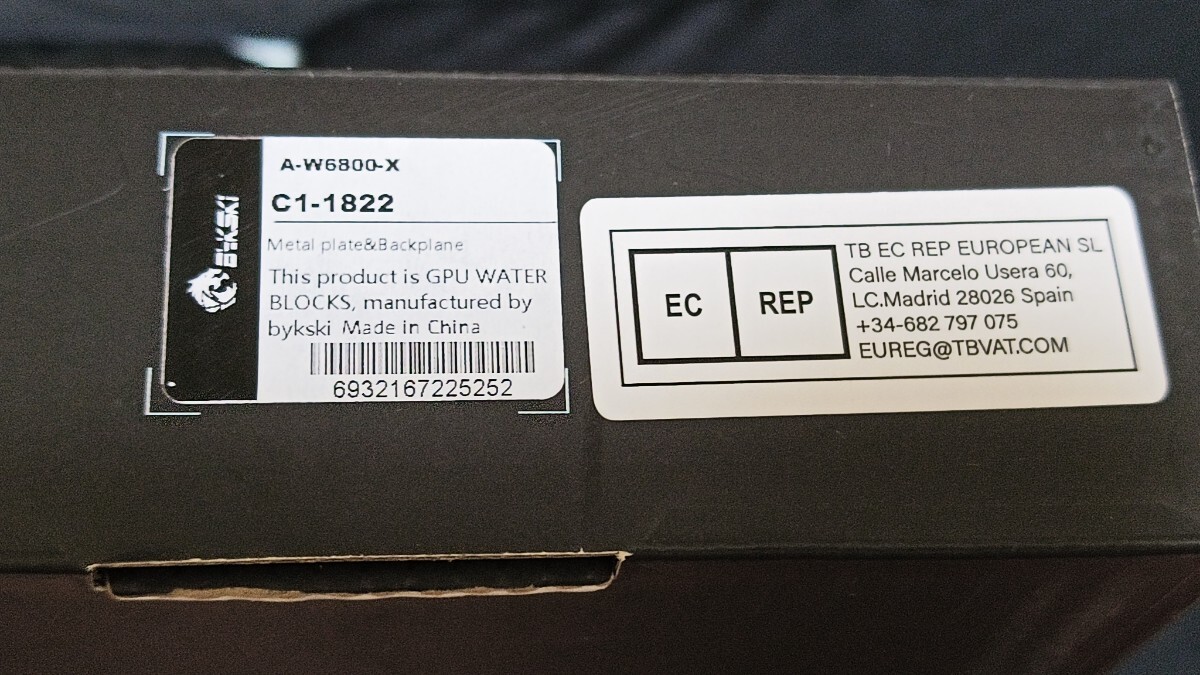 BYKSKI
A-W6800-X
C1-1822
Metal plate&Backplane
This product is GPU WATER
BLOCKS, manufactured by
bykski Made in China
6932167225252
EC REP
TB EC REP EUROPEAN SL
Calle Marcelo Usera 60,
LC.Madrid 28026 Spain
+34-682 797 075
EUREG@TBVAT.COM